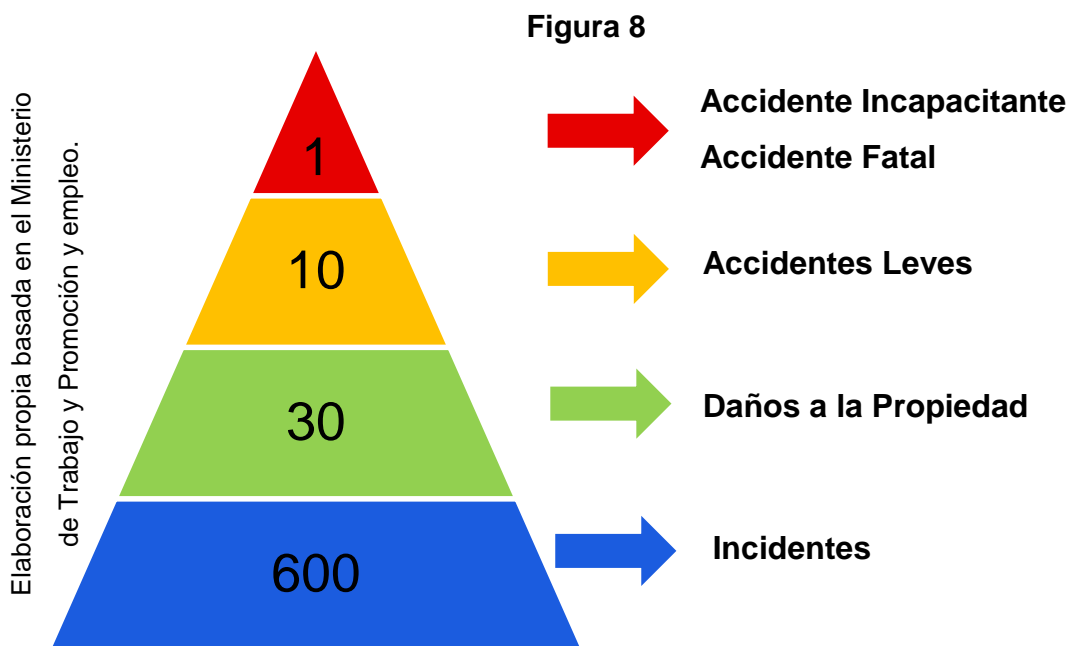 Figura 8
Elaboración propia basada en el Ministerio
de Trabajo y Promoción y empleo.
1
Accidente Incapacitante
Accidente Fatal
10
Accidentes Leves
30
Daños a la Propiedad
600
Incidentes